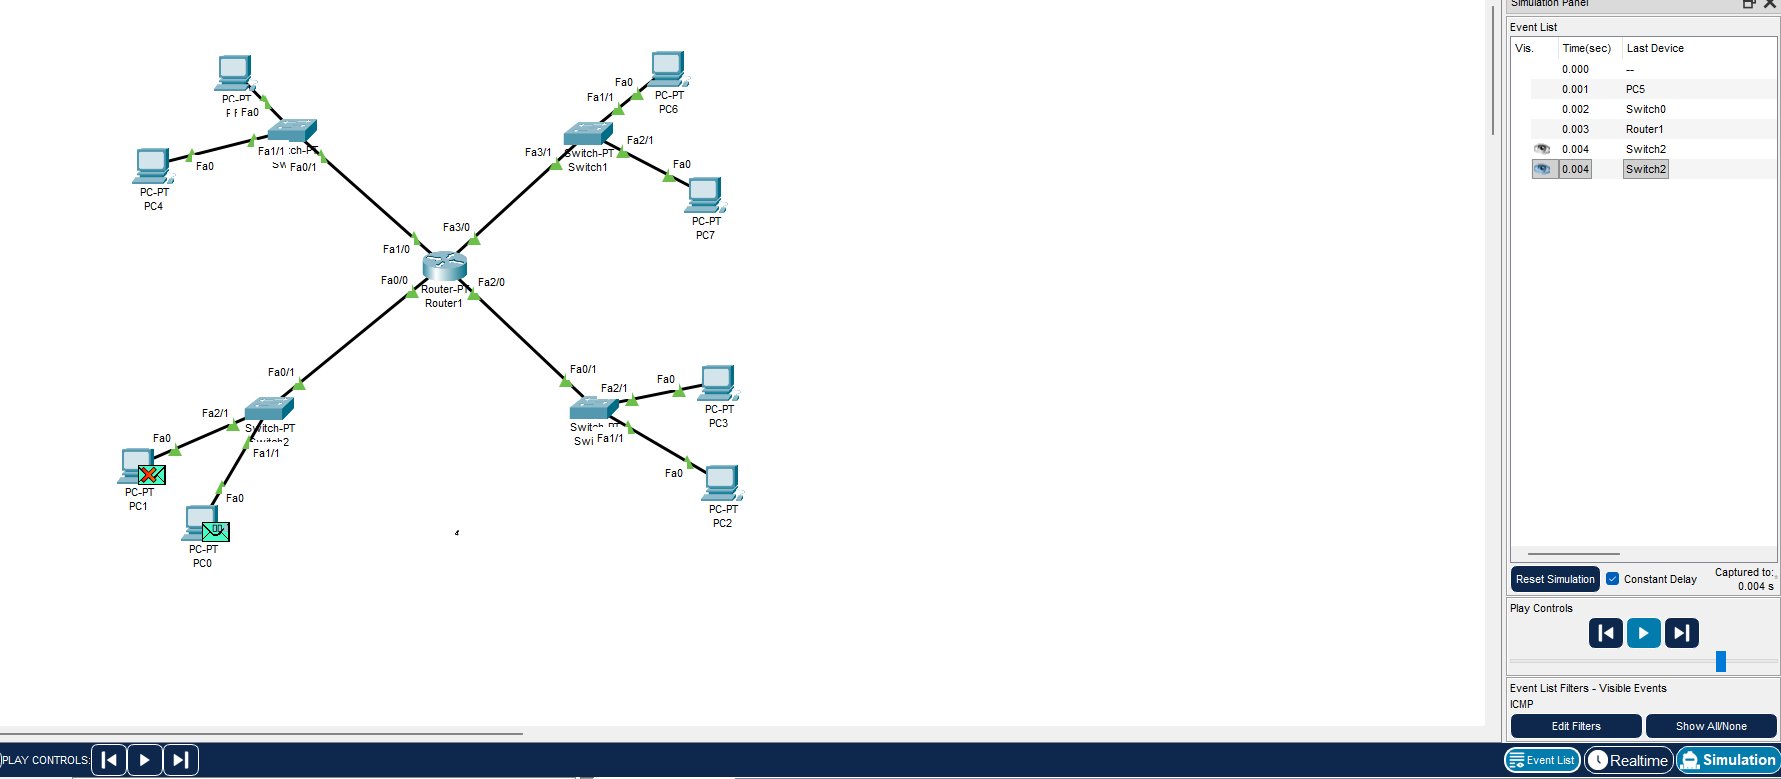 Simulation Panel
Event List
Vis. Time(sec) Last Device
0.000 --
0.001 PC5
0.002 Switch0
0.003 Router1
0.004 Switch2
0.004 Switch2
Reset Simulation Constant Delay Captured to:
0.004 s
Play Controls
Event List Filters - Visible Events
ICMP
Edit Filters Show All/None
PC-PT
Fa0
Fa1/1
Fa0/1
Fa0
PC-PT
PC4
Fa0
PC-PT
PC6
Fa1/1
Fa2/1
Fa3/1
Switch-PT
Switch1
Fa0
PC-PT
PC7
Fa3/0
Fa1/0
Fa0/0
Fa2/0
Router-PT
Router1
Fa0/1
Fa2/1
Switch-PT
Switch2
Fa1/1
Fa0
PC-PT
PC1
Fa0
PC-PT
PC0
Fa0/1
Fa2/1
Fa1/1
Fa0
PC-PT
PC3
Fa0
PC-PT
PC2
PLAY CONTROLS:
Event List Realtime Simulation